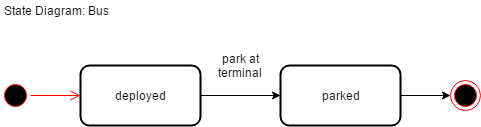 State Diagram: Bus
deployed
park at
terminal
parked